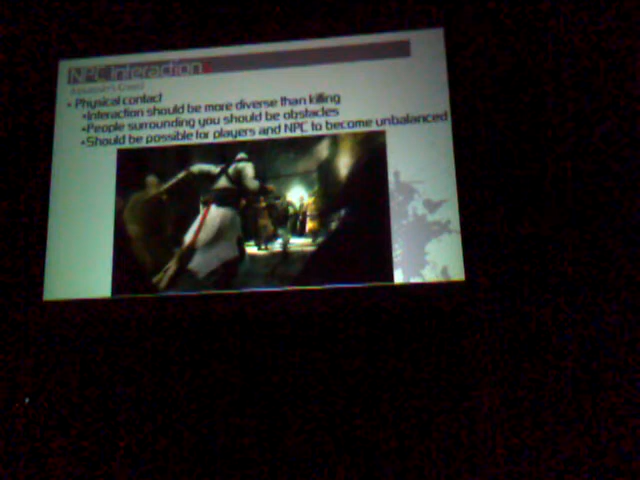 NPC Interaction
Assassin's Creed
• Physical contact
•Interaction should be more diverse than killing
•People surrounding you should be obstacles
•Should be possible for players and NPC to become unbalanced